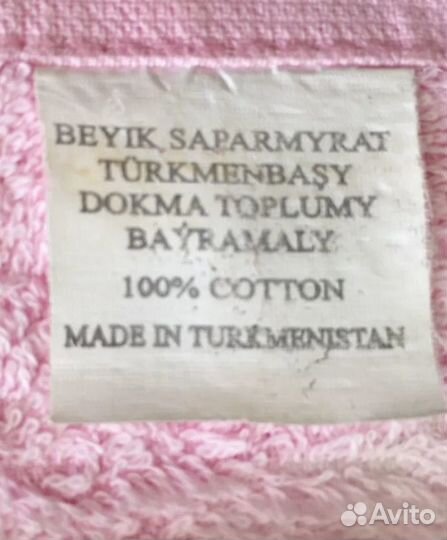 BEYIK SAPARMYRAT
TÜRKMENBAŞY
DOKMA TOPLUMY
BAÝRAMALY
100% COTTON
MADE IN TURKMENISTAN
Avito